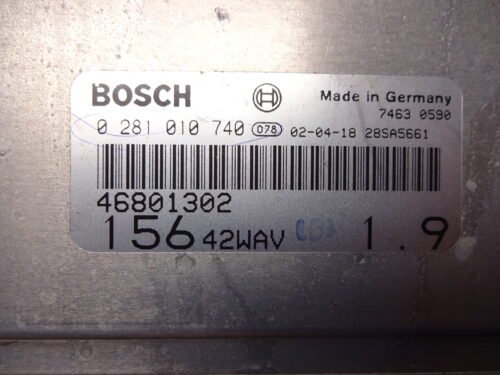 BOSCH Made in Germany
7463 0590
0 281 010 740 078 02-04-18 28SA5661
46801302
156 42WAV 1.9